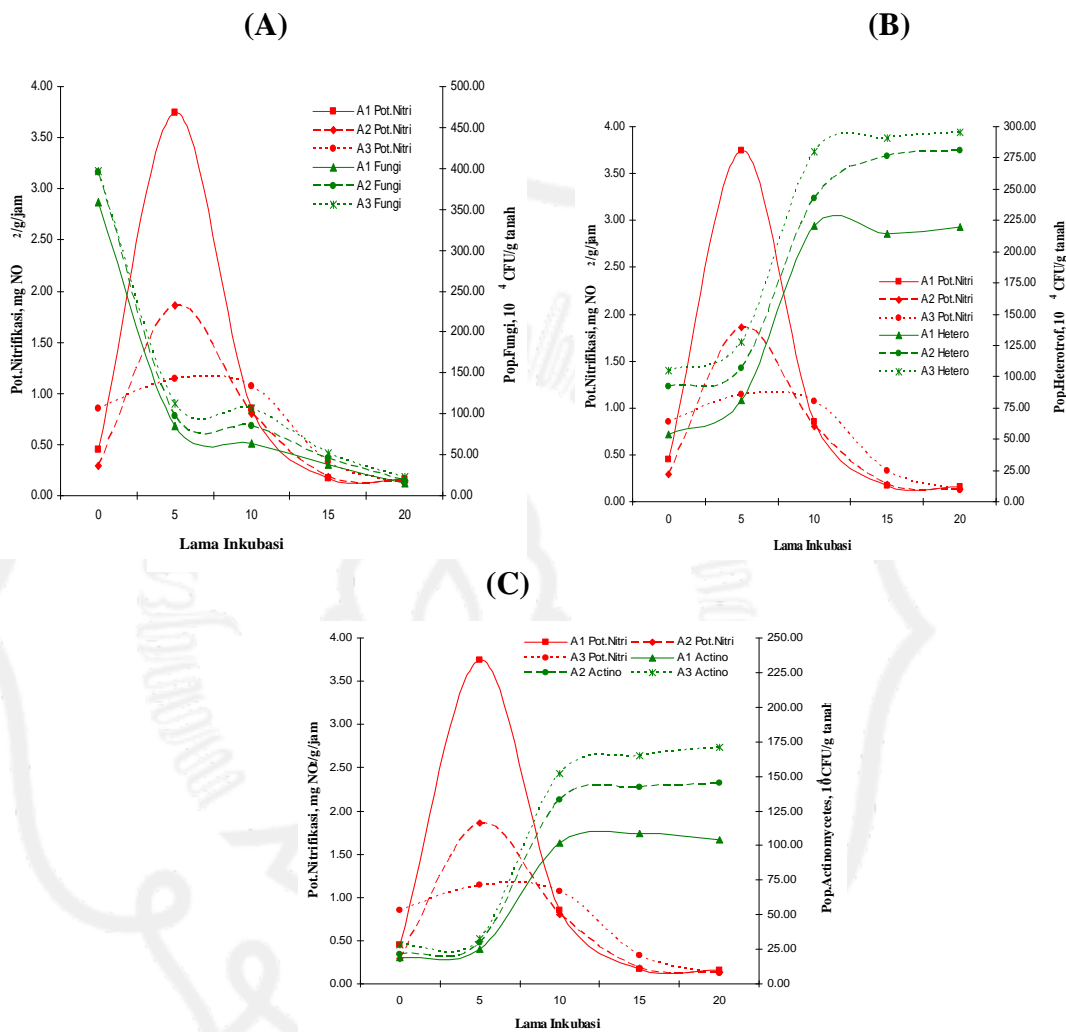 (A)
4.00
3.50
3.00
2.50
2.00
1.50
1.00
0.50
0.00
Pot.Nitrifikasi, mg NO 2/g/jam
500.00
450.00
400.00
350.00
300.00
250.00
200.00
150.00
100.00
50.00
0.00
Pop.Fungi, 10 4 CFU/g tanah
A1 Pot.Nitri
A2 Pot.Nitri
A3 Pot.Nitri
A1 Fungi
A2 Fungi
A3 Fungi
0 5 10 15 20
Lama Inkubasi
(B)
4.00
3.50
3.00
2.50
2.00
1.50
1.00
0.50
0.00
Pot.Nitrifikasi, mg NO 2/g/jam
300.00
275.00
250.00
225.00
200.00
175.00
150.00
125.00
100.00
75.00
50.00
25.00
0.00
Pop.Heterotrof, 10 4 CFU/g tanah
A1 Pot.Nitri
A2 Pot.Nitri
A3 Pot.Nitri
A1 Hetero
A2 Hetero
A3 Hetero
0 5 10 15 20
Lama Inkubasi
(C)
4.00
3.50
3.00
2.50
2.00
1.50
1.00
0.50
0.00
Pot.Nitrifikasi, mg NO2/g/jam
250.00
225.00
200.00
175.00
150.00
125.00
100.00
75.00
50.00
25.00
0.00
Pop.Actinomycetes, 10 CFU/g tanah
A1 Pot.Nitri A2 Pot.Nitri
A3 Pot.Nitri A1 Actino
A2 Actino A3 Actino
0 5 10 15 20
Lama Inkubasi